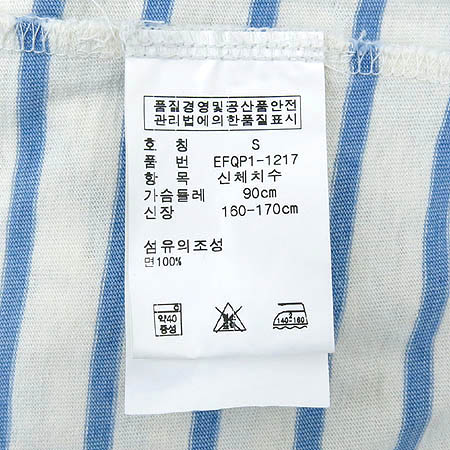 품질경영및공산품안전
관리법에의한품질표시
호 칭 S
품 번 EFQP1-1217
항 목 신체치수
가슴둘레 90cm
신장 160-170cm
섬유의조성
면100%
약40
중성
140~160